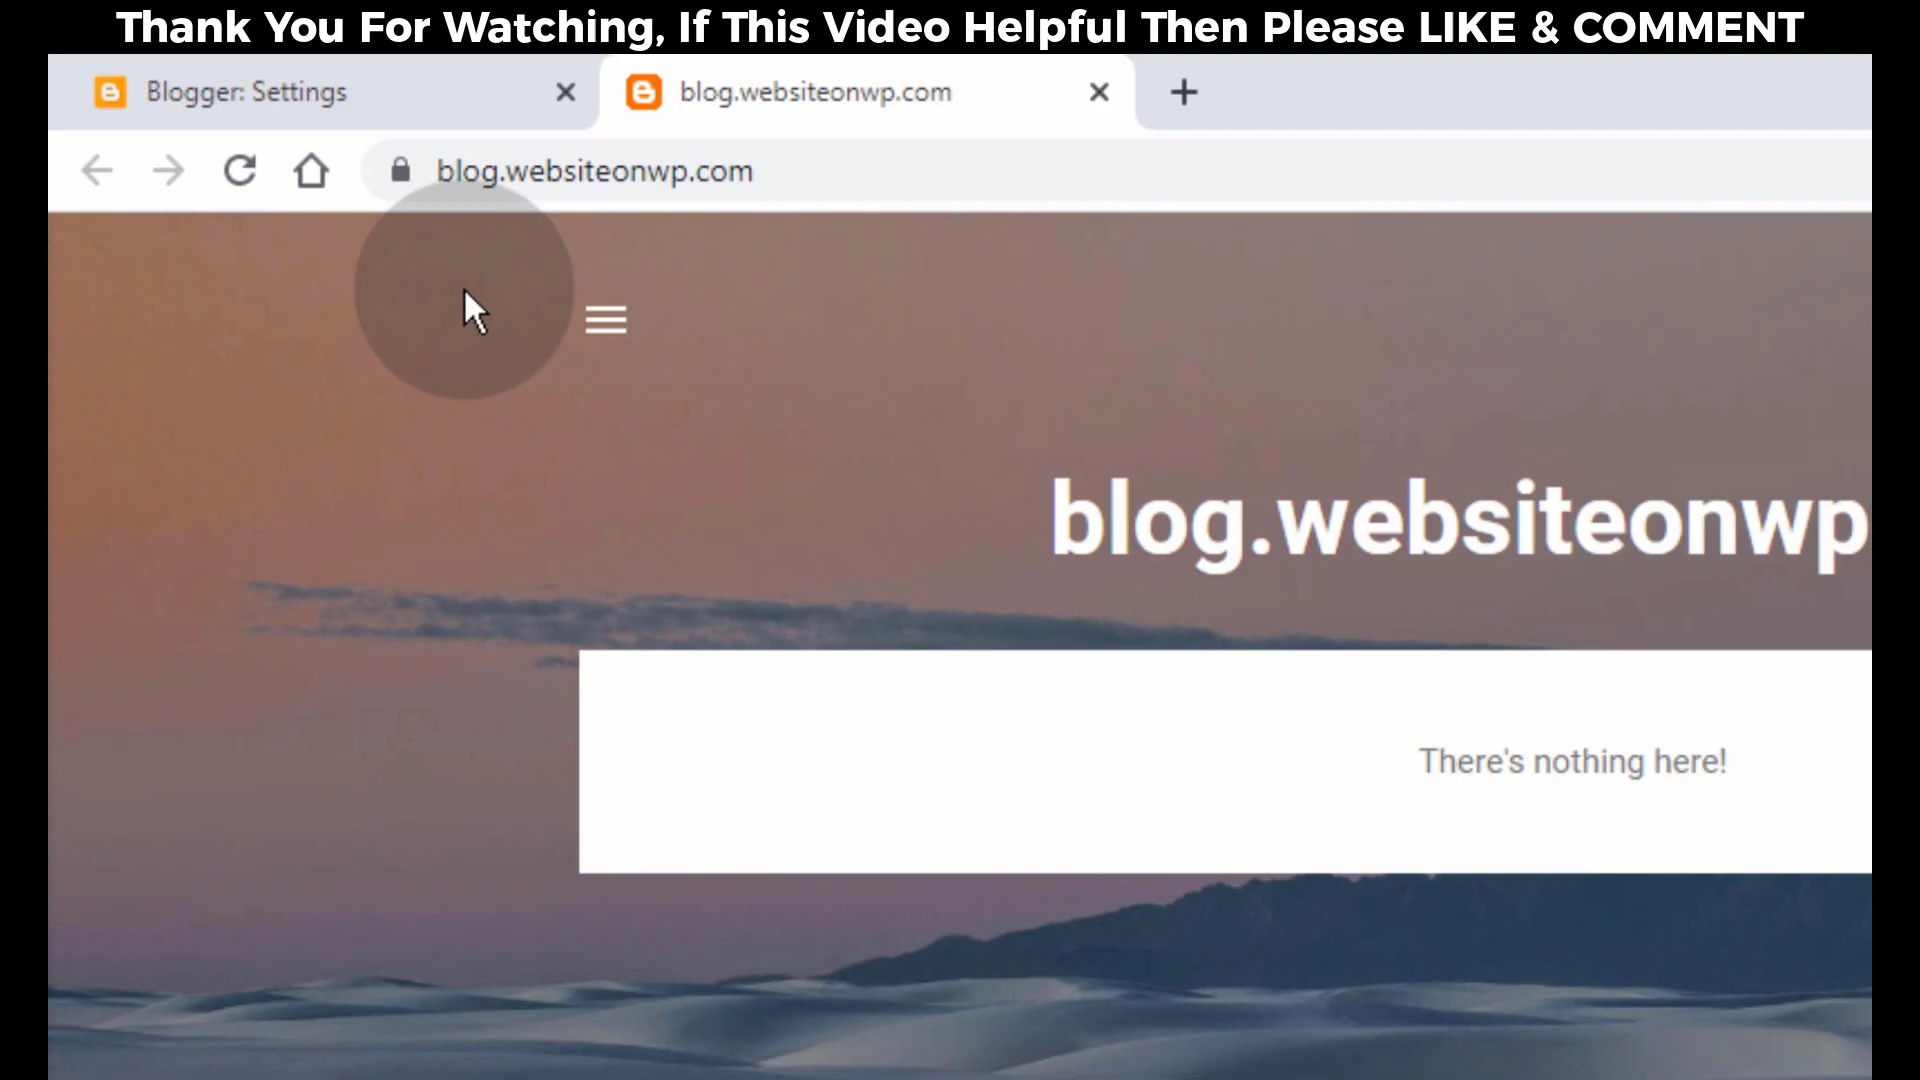 Thank You For Watching, If This Video Helpful Then Please LIKE & COMMENT
Blogger: Settings
blog.websiteonwp.com
blog.websiteonwp.com
blog.websiteonwp
There's nothing here!